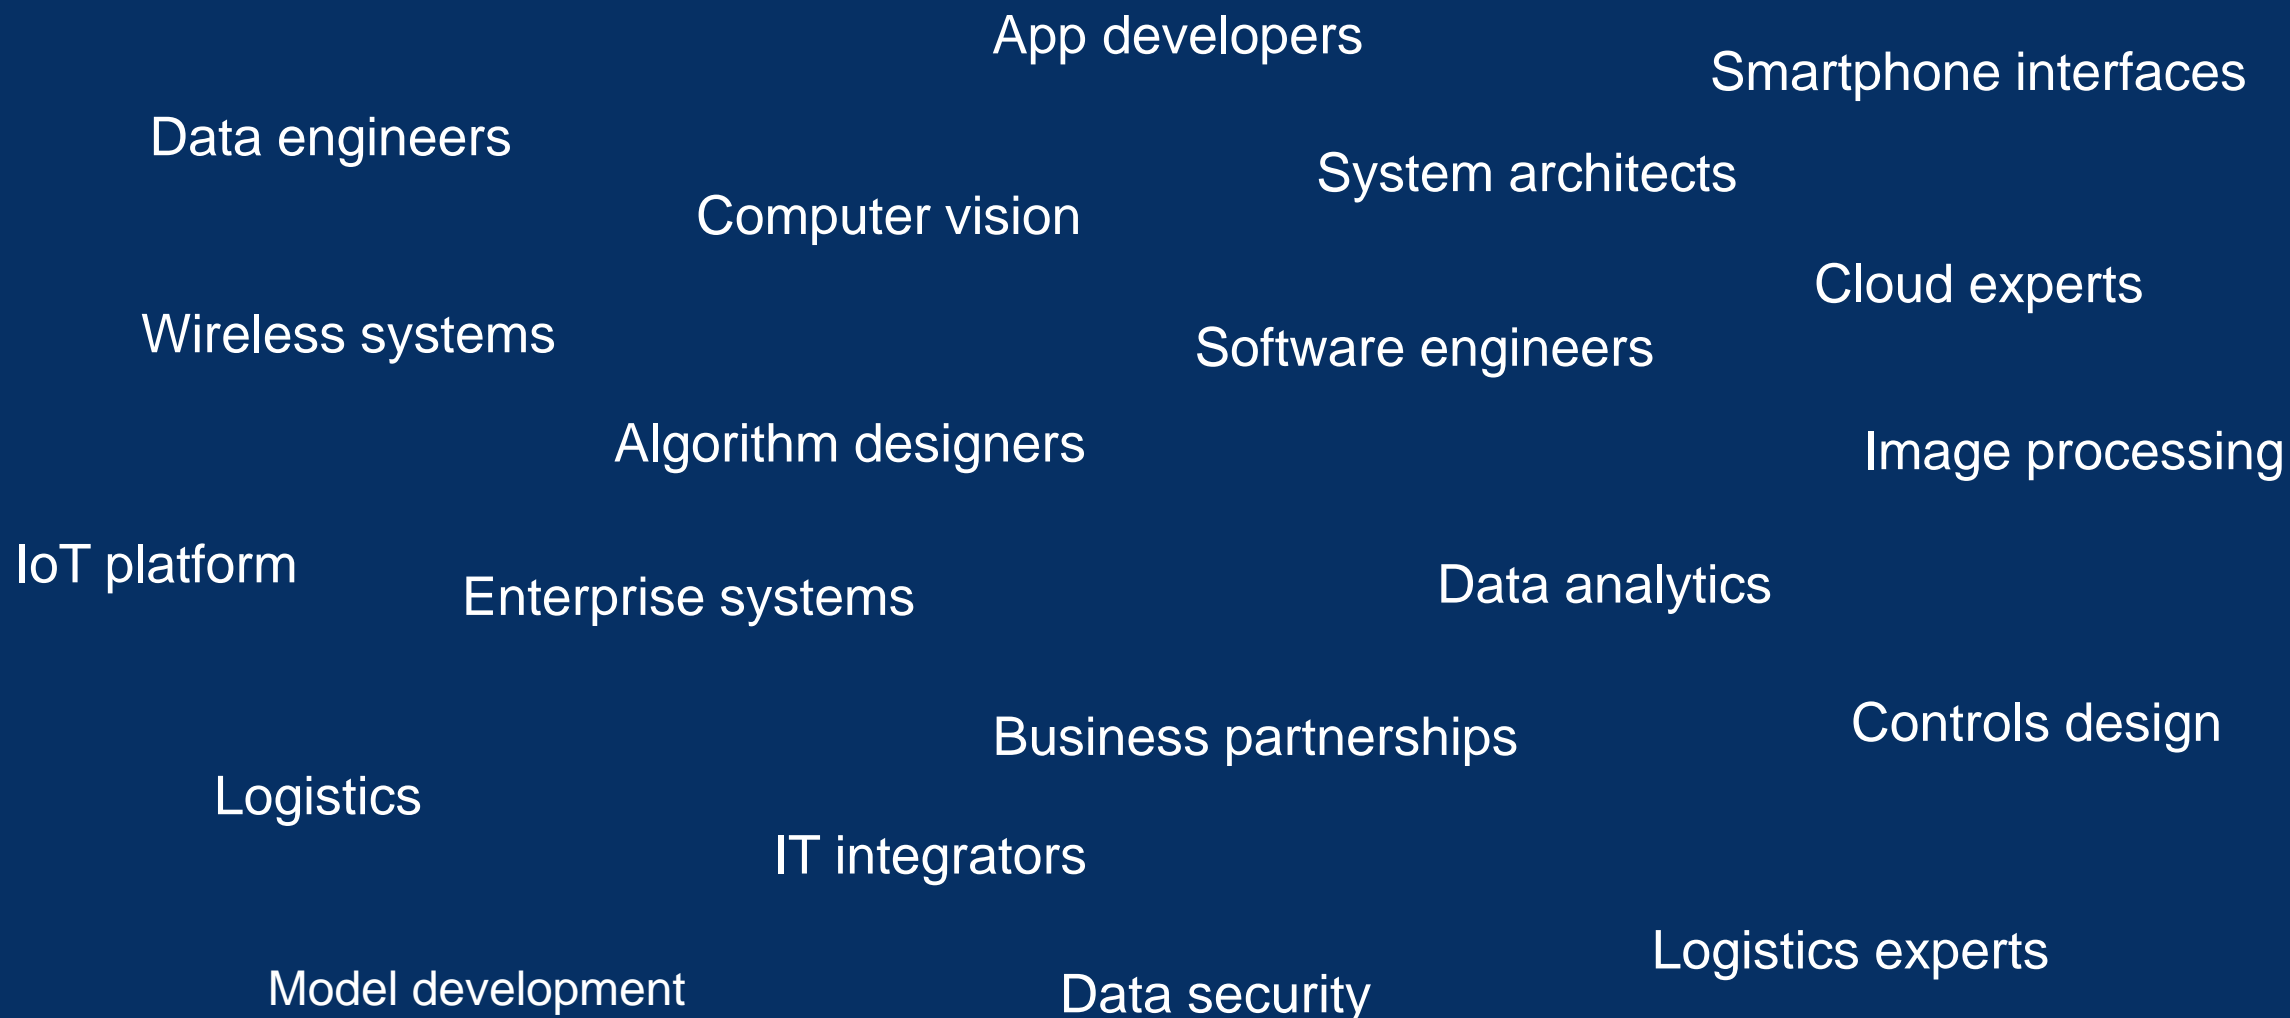 App developers
Smartphone interfaces
Data engineers
System architects
Computer vision
Cloud experts
Wireless systems
Software engineers
Algorithm designers
Image processing
IoT platform
Enterprise systems
Data analytics
Business partnerships
Controls design
Logistics
IT integrators
Logistics experts
Model development
Data security